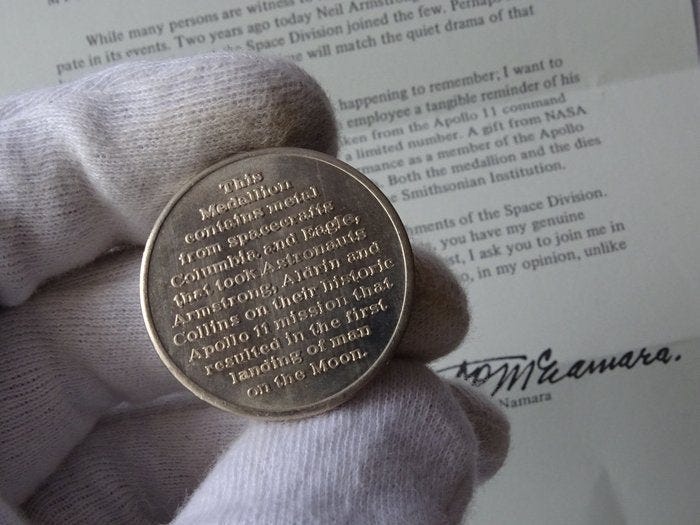 While many persons are witness to
pate in its events. Two years ago today Neil Armstrong
the Space Division joined the few. Perhaps
will match the quiet drama of that
happening to remember, I want to
employee a tangible reminder of his
from the Apollo 11 command
a limited number. A gift from NASA
as a member of the Apollo
Both the medallion and the dies
Smithsonian Institution.
of the Space Division.
you have my genuine
I ask you to join me in
in my opinion, unlike
McNamara.
Namara
This
Medallion
contains metal
from spacecrafts
Columbia and Eagle,
that took Astronauts
Armstrong, Aldrin and
Collins on their historic
Apollo 11 mission that
resulted in the first
landing of man
on the Moon.